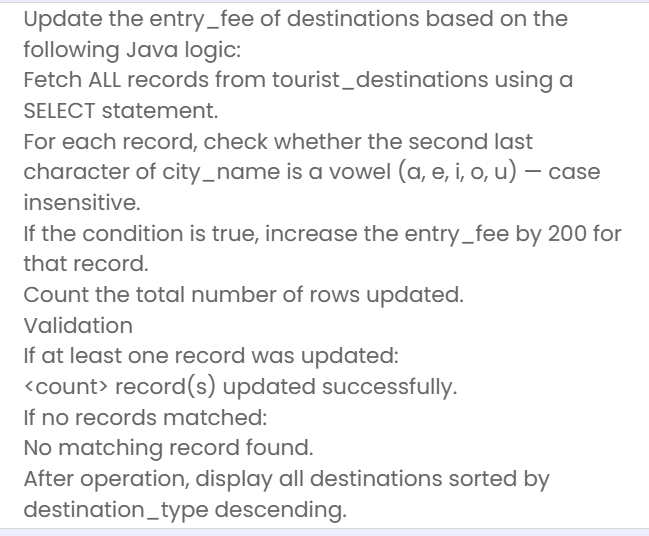 Update the entry_fee of destinations based on the
following Java logic:
Fetch ALL records from tourist_destinations using a
SELECT statement.
For each record, check whether the second last
character of city_name is a vowel (a, e, i, o, u) — case
insensitive.
If the condition is true, increase the entry_fee by 200 for
that record.
Count the total number of rows updated.
Validation
If at least one record was updated:
<count> record(s) updated successfully.
If no records matched:
No matching record found.
After operation, display all destinations sorted by
destination_type descending.